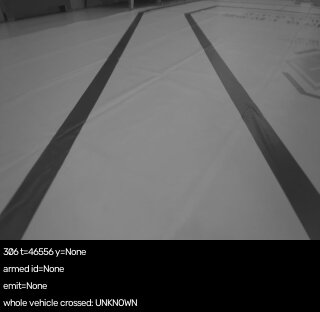 306 t=46556 y=None
armed id=None
emit=None
whole vehicle crossed: UNKNOWN